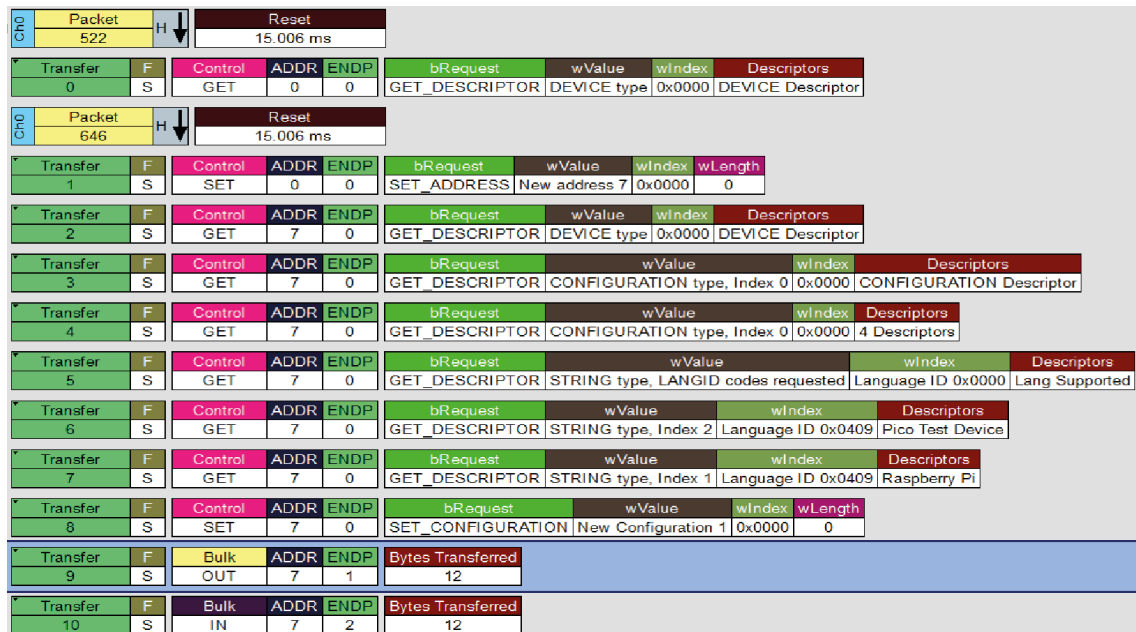 Ch0 Packet H Reset
522 15.006 ms
Transfer F Control ADDR ENDP bRequest wValue wIndex Descriptors
0 S GET 0 0 GET_DESCRIPTOR DEVICE type 0x0000 DEVICE Descriptor
Ch0 Packet H Reset
646 15.006 ms
Transfer F Control ADDR ENDP bRequest wValue wIndex wLength
1 S SET 0 0 SET_ADDRESS New address 7 0x0000 0
Transfer F Control ADDR ENDP bRequest wValue wIndex Descriptors
2 S GET 7 0 GET_DESCRIPTOR DEVICE type 0x0000 DEVICE Descriptor
Transfer F Control ADDR ENDP bRequest wValue wIndex Descriptors
3 S GET 7 0 GET_DESCRIPTOR CONFIGURATION type, Index 0 0x0000 CONFIGURATION Descriptor
Transfer F Control ADDR ENDP bRequest wValue wIndex Descriptors
4 S GET 7 0 GET_DESCRIPTOR CONFIGURATION type, Index 0 0x0000 4 Descriptors
Transfer F Control ADDR ENDP bRequest wValue wIndex Descriptors
5 S GET 7 0 GET_DESCRIPTOR STRING type, LANGID codes requested Language ID 0x0000 Lang Supported
Transfer F Control ADDR ENDP bRequest wValue wIndex Descriptors
6 S GET 7 0 GET_DESCRIPTOR STRING type, Index 2 Language ID 0x0409 Pico Test Device
Transfer F Control ADDR ENDP bRequest wValue wIndex Descriptors
7 S GET 7 0 GET_DESCRIPTOR STRING type, Index 1 Language ID 0x0409 Raspberry Pi
Transfer F Control ADDR ENDP bRequest wValue wIndex wLength
8 S SET 7 0 SET_CONFIGURATION New Configuration 1 0x0000 0
Transfer F Bulk ADDR ENDP Bytes Transferred
9 S OUT 7 1 12
Transfer F Bulk ADDR ENDP Bytes Transferred
10 S IN 7 2 12